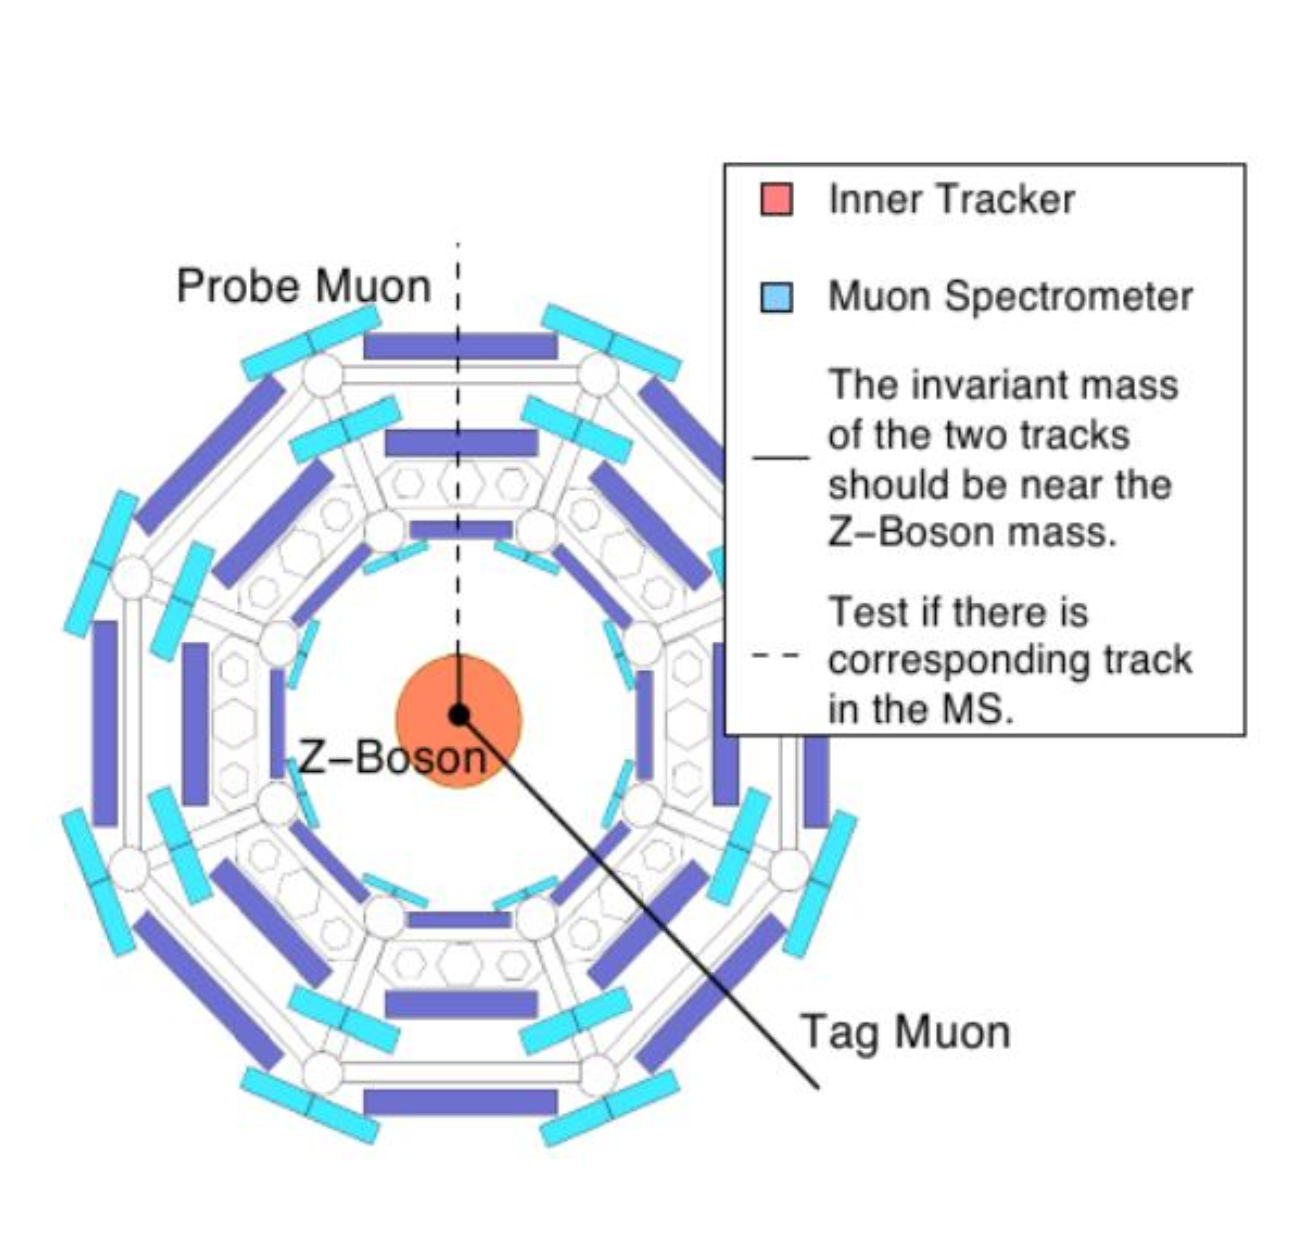 Inner Tracker
Probe Muon
Muon Spectrometer
The invariant mass
of the two tracks
should be near the
Z–Boson mass.
Test if there is
corresponding track
in the MS.
Z–Boson
Tag Muon